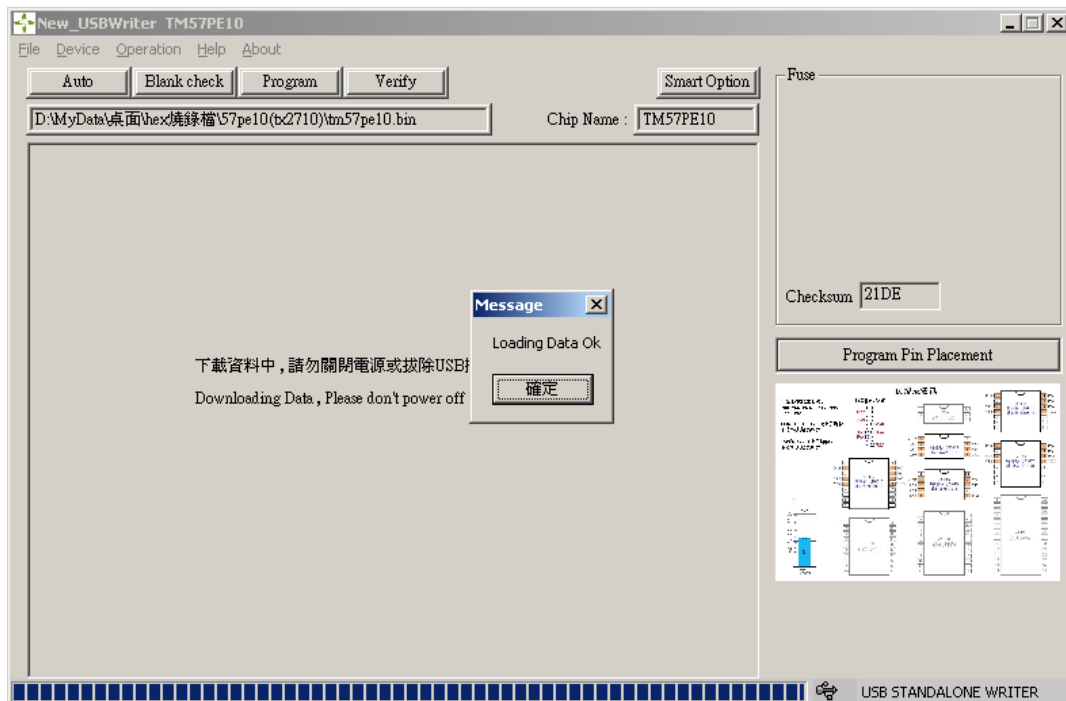 New_USBWriter TM57PE10
File Device Operation Help About
Auto Blank check Program Verify Smart Option
D:\MyData\桌面\hex燒錄檔\57pe10(tx2710)\tm57pe10.bin
Chip Name : TM57PE10
Fuse
Checksum 21DE
Program Pin Placement
下載資料中 , 請勿關閉電源或拔除USB
Downloading Data , Please don't power off
Message
Loading Data Ok
確定
USB STANDALONE WRITER